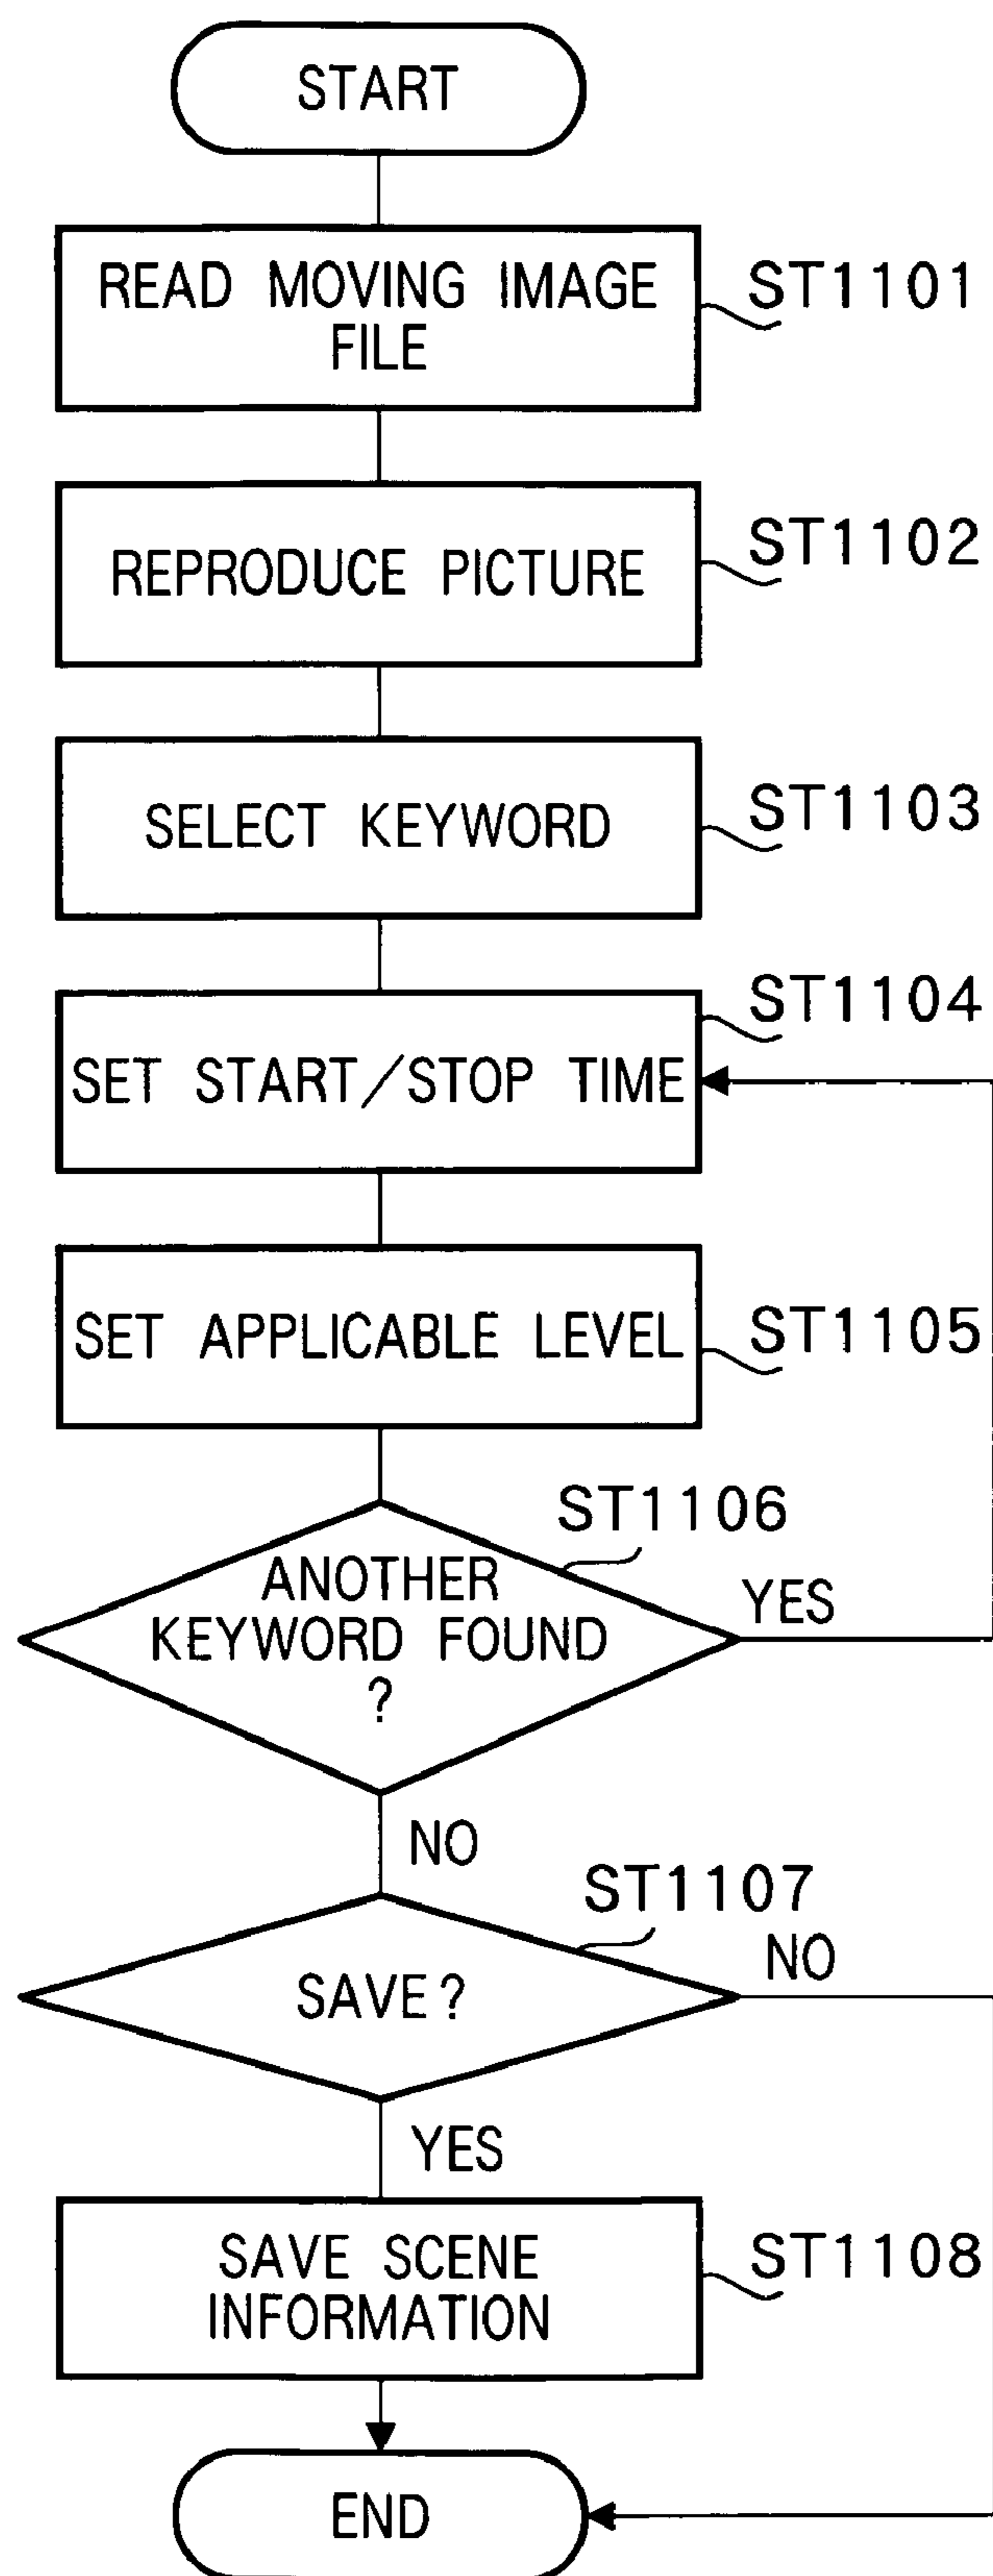 START
READ MOVING IMAGE
FILE
ST1101
REPRODUCE PICTURE
ST1102
SELECT KEYWORD
ST1103
SET START/STOP TIME
ST1104
SET APPLICABLE LEVEL
ST1105
ST1106
ANOTHER
KEYWORD FOUND
?
YES
NO
ST1107
SAVE?
NO
YES
SAVE SCENE
INFORMATION
ST1108
END